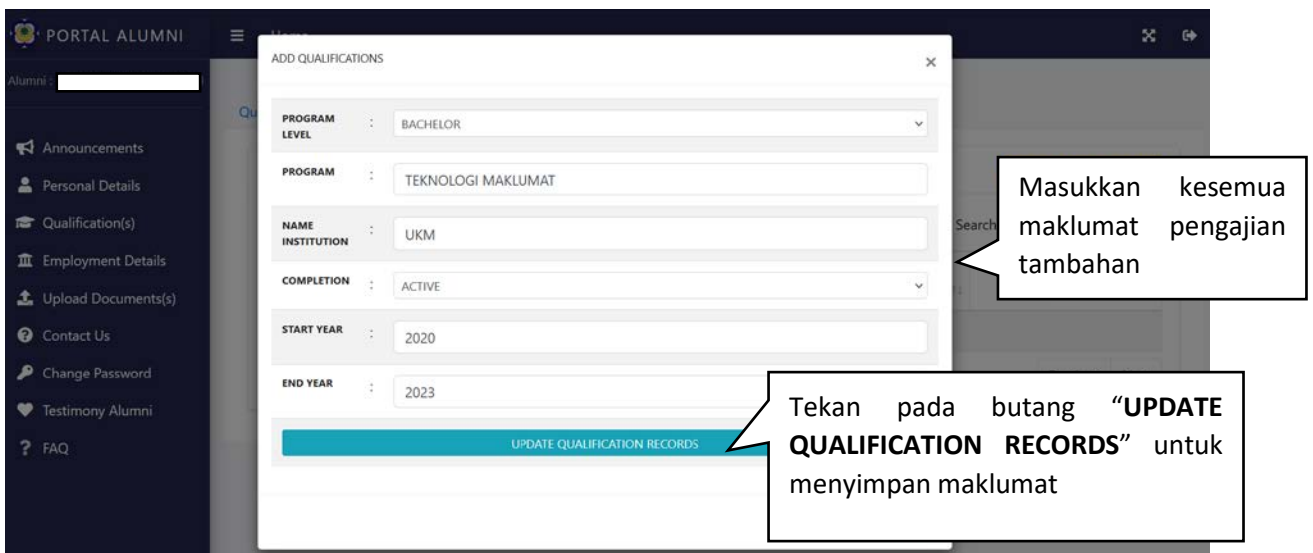 PORTAL ALUMNI
Alumni :
Announcements
Personal Details
Qualification(s)
Employment Details
Upload Documents(s)
Contact Us
Change Password
Testimony Alumni
FAQ
ADD QUALIFICATIONS
×
PROGRAM
LEVEL
:
BACHELOR
PROGRAM
:
TEKNOLOGI MAKLUMAT
NAME
INSTITUTION
:
UKM
COMPLETION
:
ACTIVE
START YEAR
:
2020
END YEAR
:
2023
UPDATE QUALIFICATION RECORDS
Search
Masukkan kesemua
maklumat pengajian
tambahan
Tekan pada butang “UPDATE
QUALIFICATION RECORDS” untuk
menyimpan maklumat